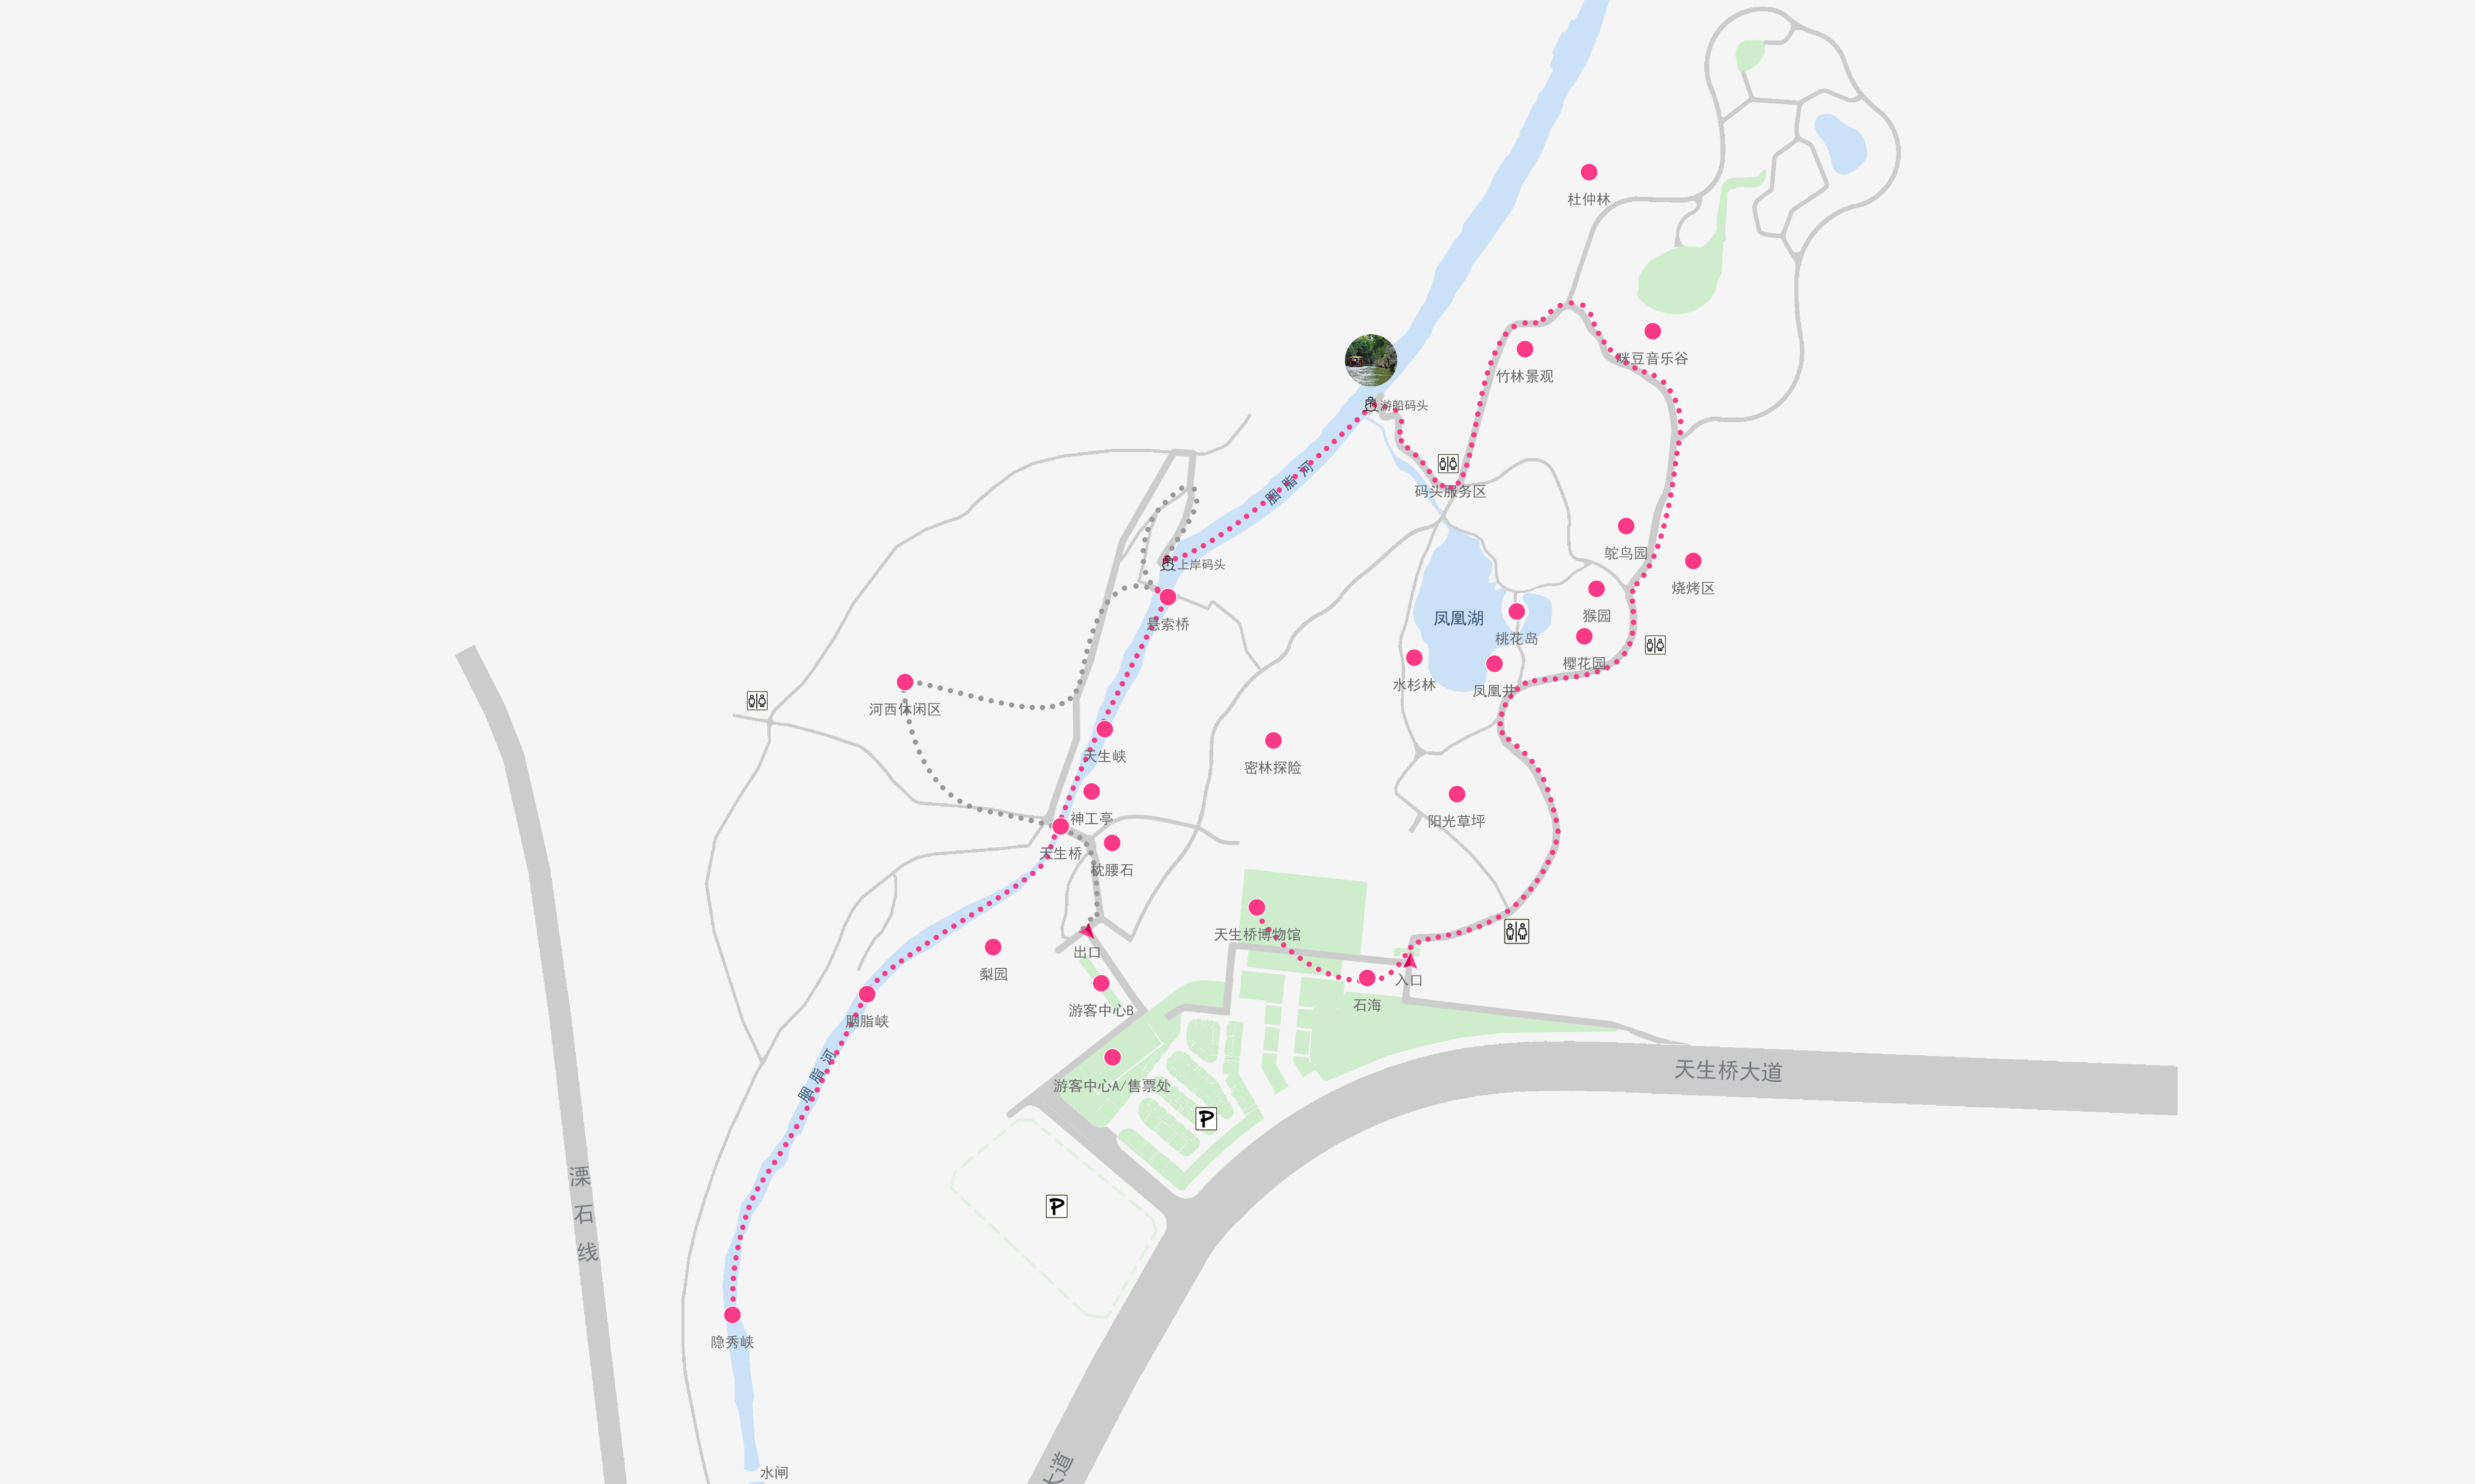 杜仲林
咪豆音乐谷
竹林景观
游船码头
胭脂河
码头服务区
鸵鸟园
烧烤区
上岸码头
悬索桥
凤凰湖
猴园
桃花岛
樱花园
水杉林
凤凰井
河西休闲区
天生峡
密林探险
神工亭
阳光草坪
天生桥
枕腰石
天生桥博物馆
出口
梨园
入口
石海
游客中心B
胭脂峡
胭脂河
天生桥大道
游客中心A/售票处
P
P
溧石线
隐秀峡
水闸
大道